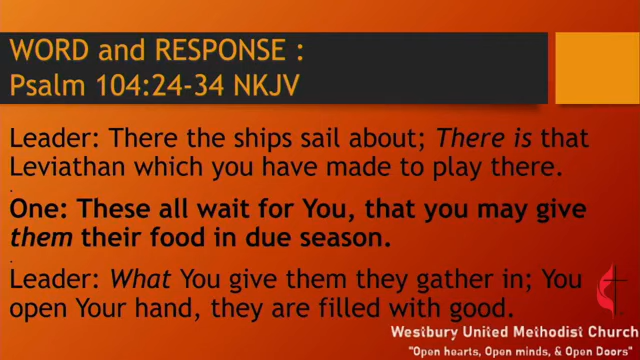 WORD and RESPONSE :
Psalm 104:24-34 NKJV
Leader: There the ships sail about; There is that
Leviathan which you have made to play there.
.
One: These all wait for You, that you may give
them their food in due season.
.
Leader: What You give them they gather in; You
open Your hand, they are filled with good.
Westbury United Methodist Church
"Open hearts, Open minds, & Open Doors"